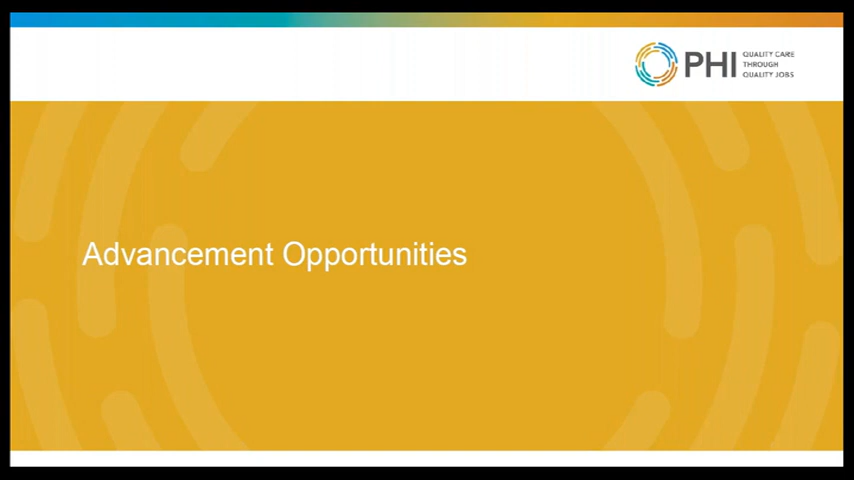 PHI
QUALITY CARE
THROUGH
QUALITY JOBS
Advancement Opportunities